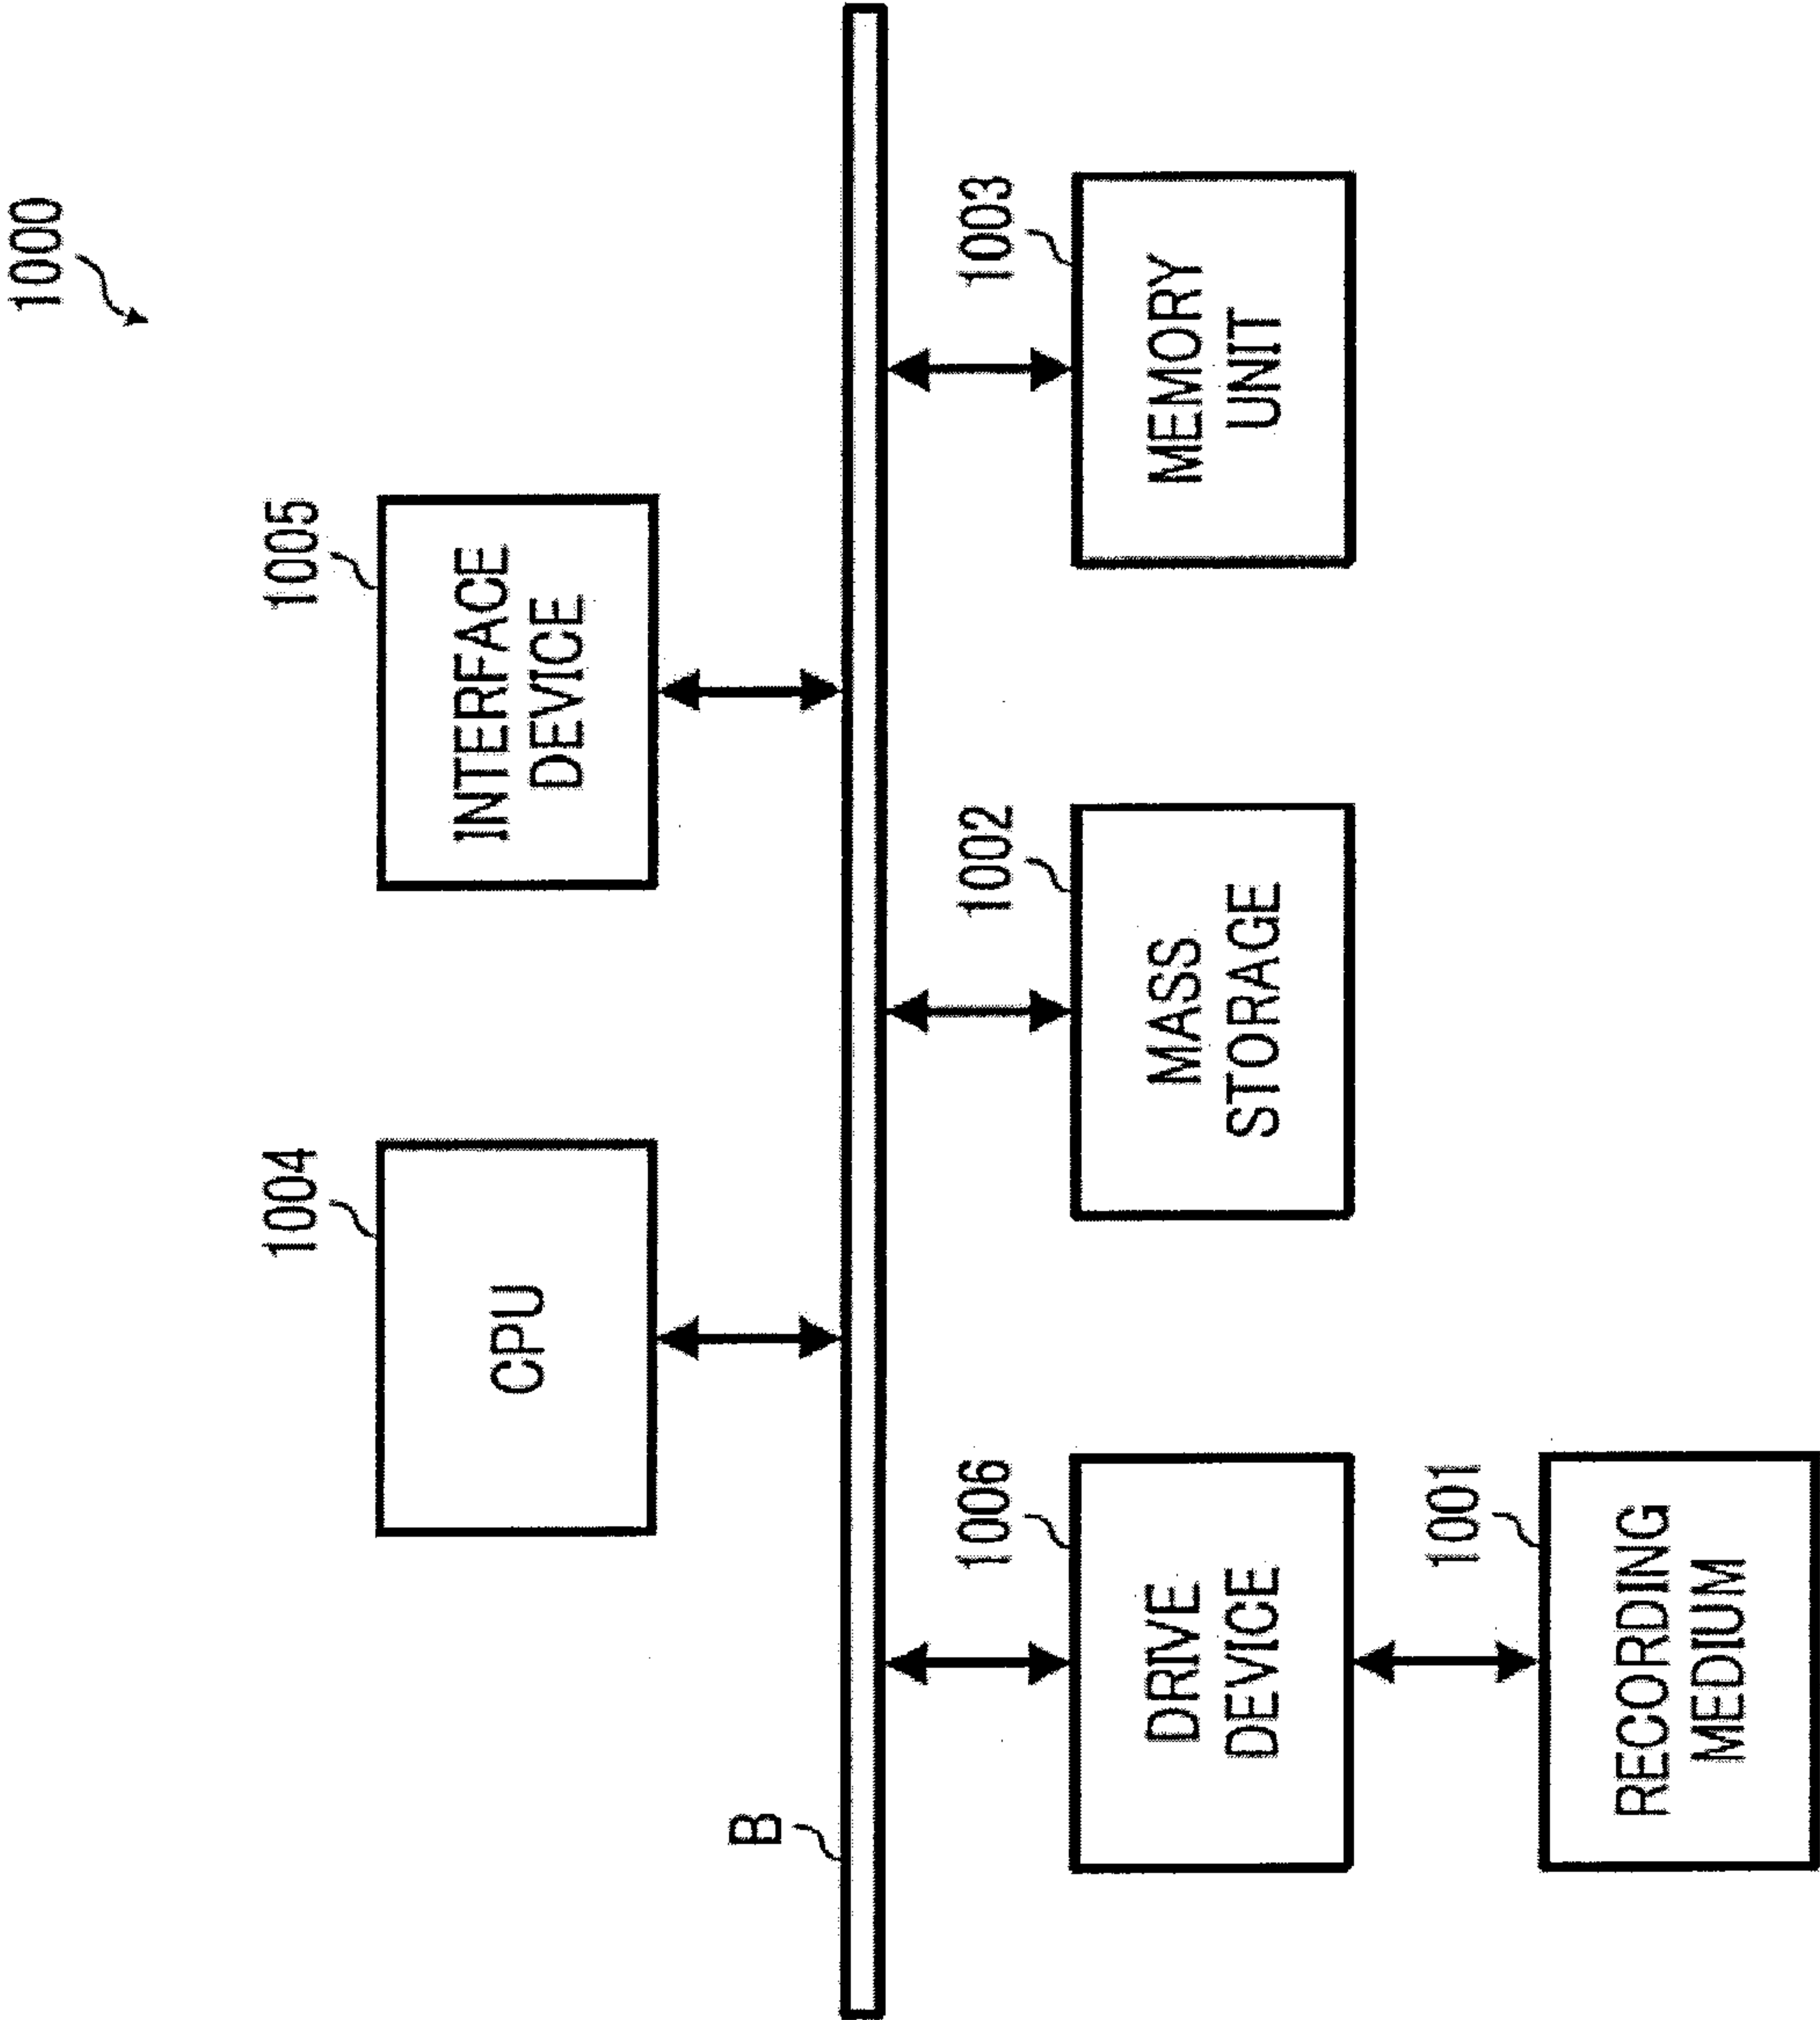 1000
1004
CPU
1005
INTERFACE
DEVICE
B
1006
DRIVE
DEVICE
1002
MASS
STORAGE
1003
MEMORY
UNIT
1001
RECORDING
MEDIUM